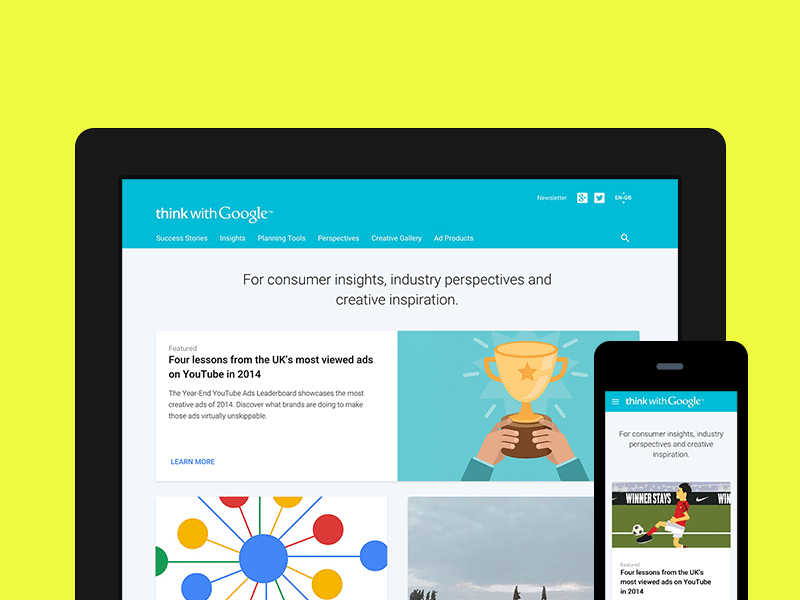 Newsletter EN-GB
think with Google™
Success Stories Insights Planning Tools Perspectives Creative Gallery Ad Products
For consumer insights, industry perspectives and
creative inspiration.
Featured
Four lessons from the UK's most viewed ads
on YouTube in 2014
The Year-End YouTube Ads Leaderboard showcases the most
creative ads of 2014. Discover what brands are doing to make
those ads virtually unskippable.
LEARN MORE
think with Google™
For consumer insights, industry
perspectives and creative
inspiration.
WINNER STAYS WIN
Featured
Four lessons from the UK's
most viewed ads on YouTube
in 2014